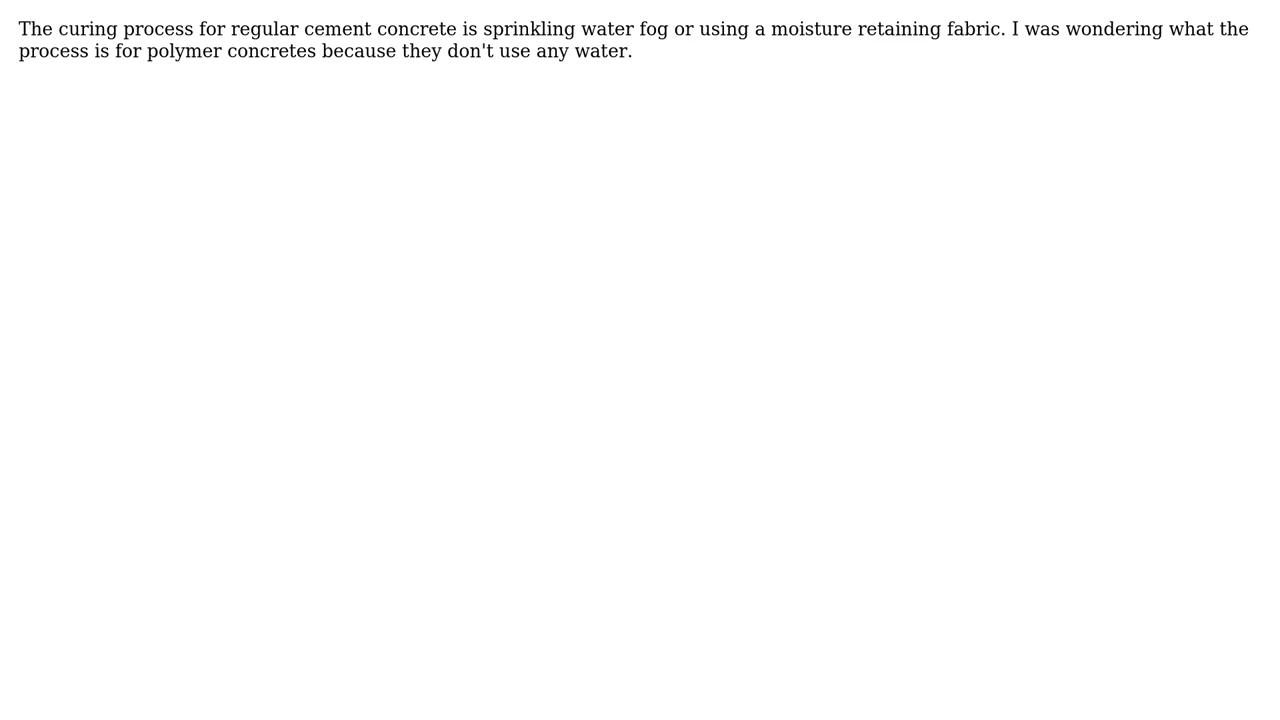 The curing process for regular cement concrete is sprinkling water fog or using a moisture retaining fabric. I was wondering what the
process is for polymer concretes because they don't use any water.